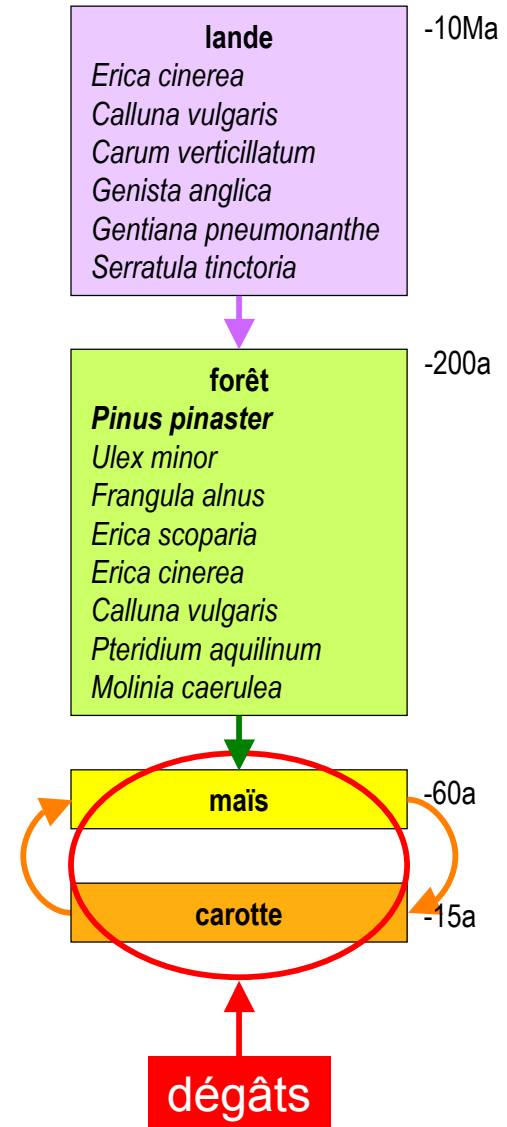 lande
-10Ma
Erica cinerea
Calluna vulgaris
Carum verticillatum
Genista anglica
Gentiana pneumonanthe
Serratula tinctoria
forêt
-200a
Pinus pinaster
Ulex minor
Frangula alnus
Erica scoparia
Erica cinerea
Calluna vulgaris
Pteridium aquilinum
Molinia caerulea
maïs
-60a
carotte
-15a
dégâts